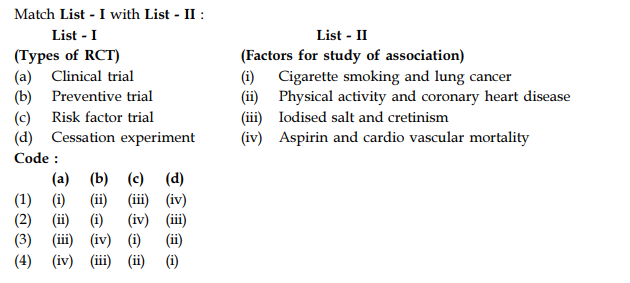 Match List - I with List - II :
List - I List - II
(Types of RCT) (Factors for study of association)
(a) Clinical trial (i) Cigarette smoking and lung cancer
(b) Preventive trial (ii) Physical activity and coronary heart disease
(c) Risk factor trial (iii) Iodised salt and cretinism
(d) Cessation experiment (iv) Aspirin and cardio vascular mortality
Code :
(a) (b) (c) (d)
(1) (i) (ii) (iii) (iv)
(2) (ii) (i) (iv) (iii)
(3) (iii) (iv) (i) (ii)
(4) (iv) (iii) (ii) (i)